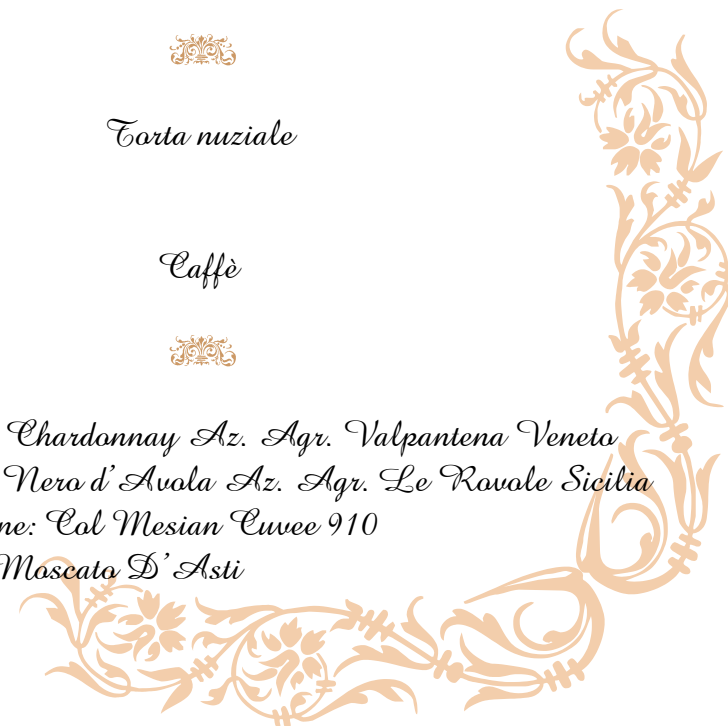 Torta nuziale
Caffè
Chardonnay Az. Agr. Valpantena Veneto
Nero d'Avola Az. Agr. Le Rovole Sicilia
ne: Col Mesian Cuvee 910
Moscato D'Asti